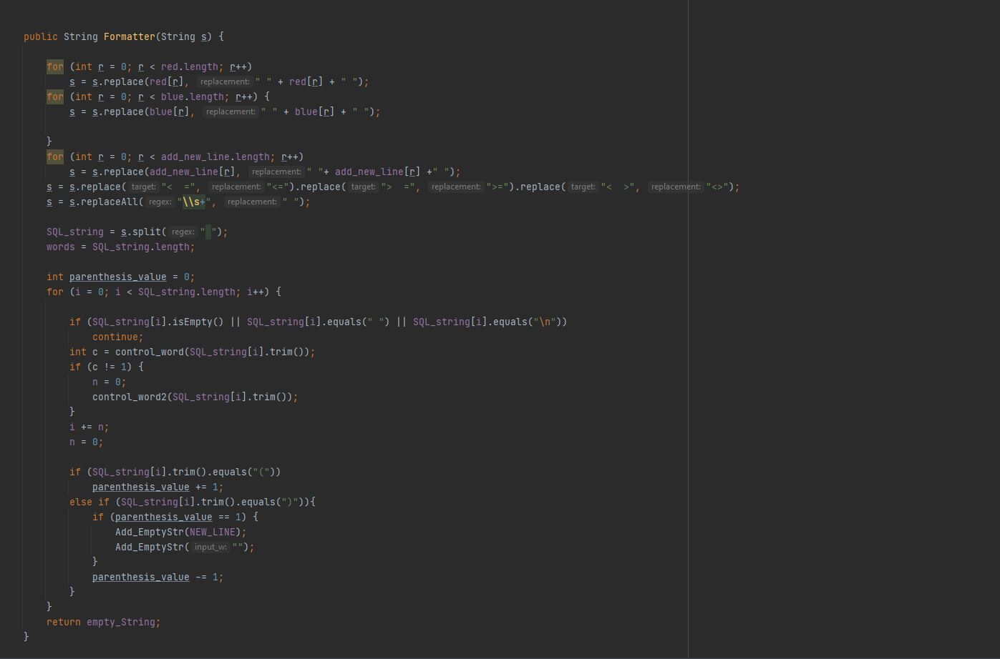 public String Formatter(String s) {
for (int r = 0; r < red.length; r++)
s = s.replace(red[r], replacement: " " + red[r] + " ");
for (int r = 0; r < blue.length; r++) {
s = s.replace(blue[r], replacement: " " + blue[r] + " ");
}
for (int r = 0; r < add_new_line.length; r++)
s = s.replace(add_new_line[r], replacement: " "+ add_new_line[r] +" ");
s = s.replace( target: "<  =", replacement: "<=").replace( target: ">  =", replacement: ">=").replace( target: "<  >", replacement: "<>");
s = s.replaceAll( regex: "\\s+", replacement: " ");
SQL_string = s.split( regex: " ");
words = SQL_string.length;
int parenthesis_value = 0;
for (i = 0; i < SQL_string.length; i++) {
if (SQL_string[i].isEmpty() || SQL_string[i].equals(" ") || SQL_string[i].equals("\n"))
continue;
int c = control_word(SQL_string[i].trim());
if (c != 1) {
n = 0;
control_word2(SQL_string[i].trim());
}
i += n;
n = 0;
if (SQL_string[i].trim().equals("("))
parenthesis_value += 1;
else if (SQL_string[i].trim().equals(")")){
if (parenthesis_value == 1) {
Add_EmptyStr(NEW_LINE);
Add_EmptyStr( input_w: "");
}
parenthesis_value -= 1;
}
}
return empty_String;
}